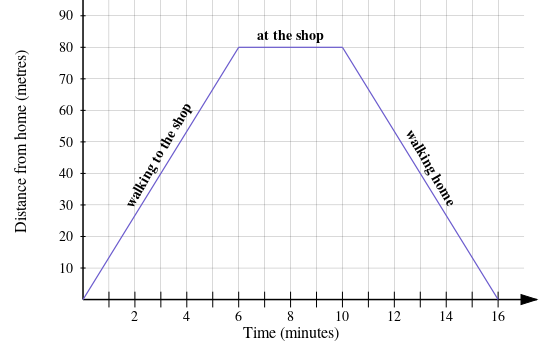 90
80
70
60
50
40
30
20
10
Distance from home (metres)
walking to the shop
at the shop
walking home
2 4 6 8 10 12 14 16
Time (minutes)